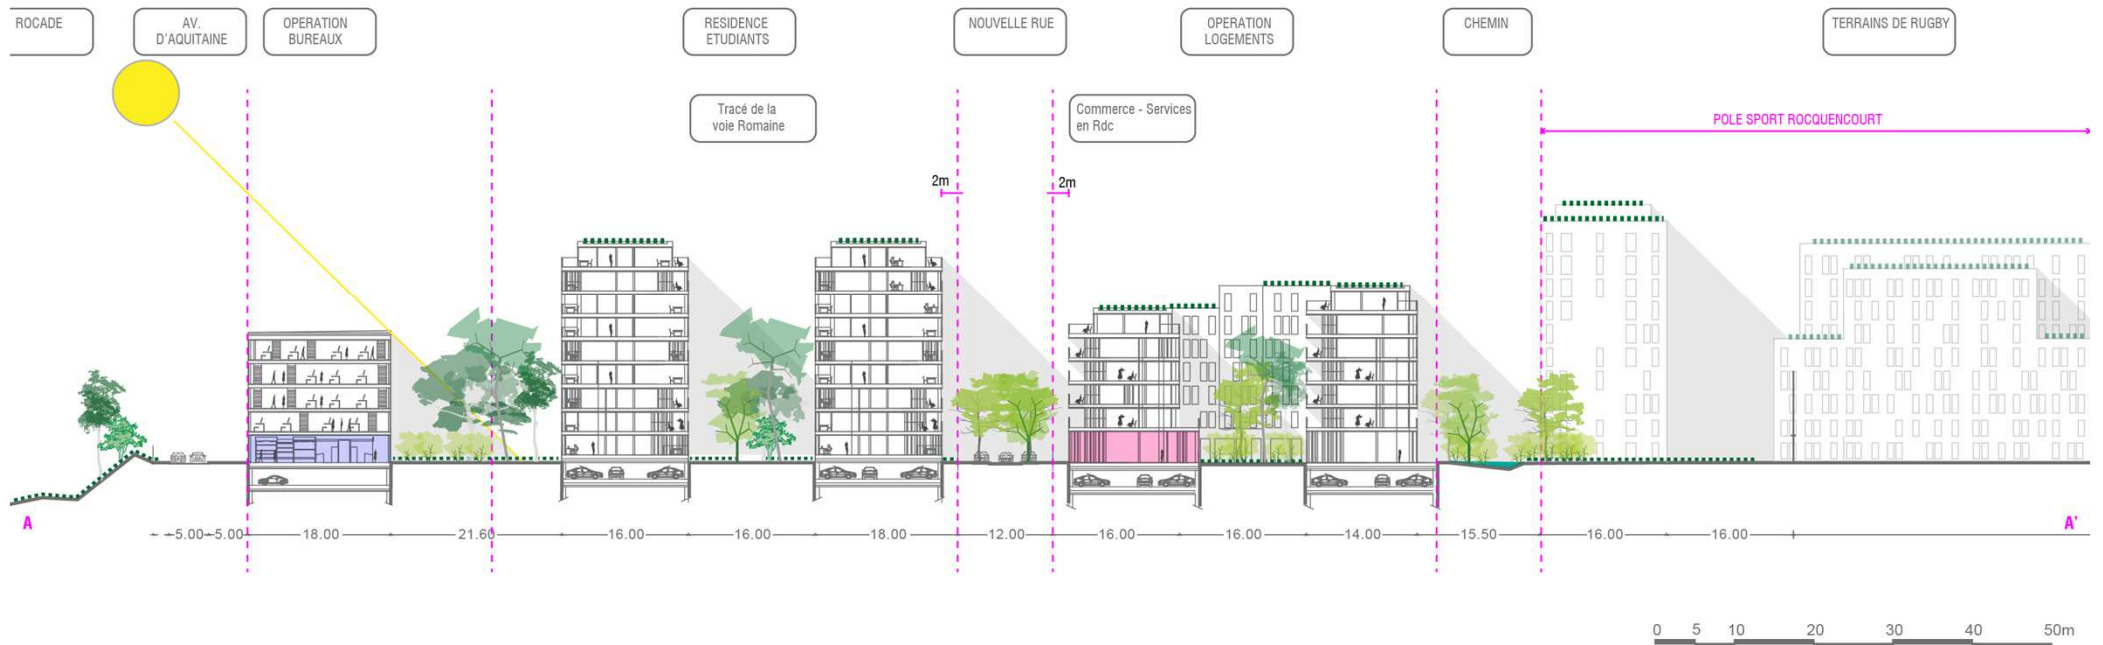 ROCADE
AV.
D'AQUITAINE
OPERATION
BUREAUX
RESIDENCE
ETUDIANTS
NOUVELLE RUE
OPERATION
LOGEMENTS
CHEMIN
TERRAINS DE RUGBY
Tracé de la
voie Romaine
Commerce - Services
en Rdc
POLE SPORT ROCQUENCOURT
2m
2m
A
A'
5.00 5.00 18.00 21.60 16.00 16.00 18.00 12.00 16.00 16.00 14.00 15.50 16.00 16.00
0 5 10 20 30 40 50m